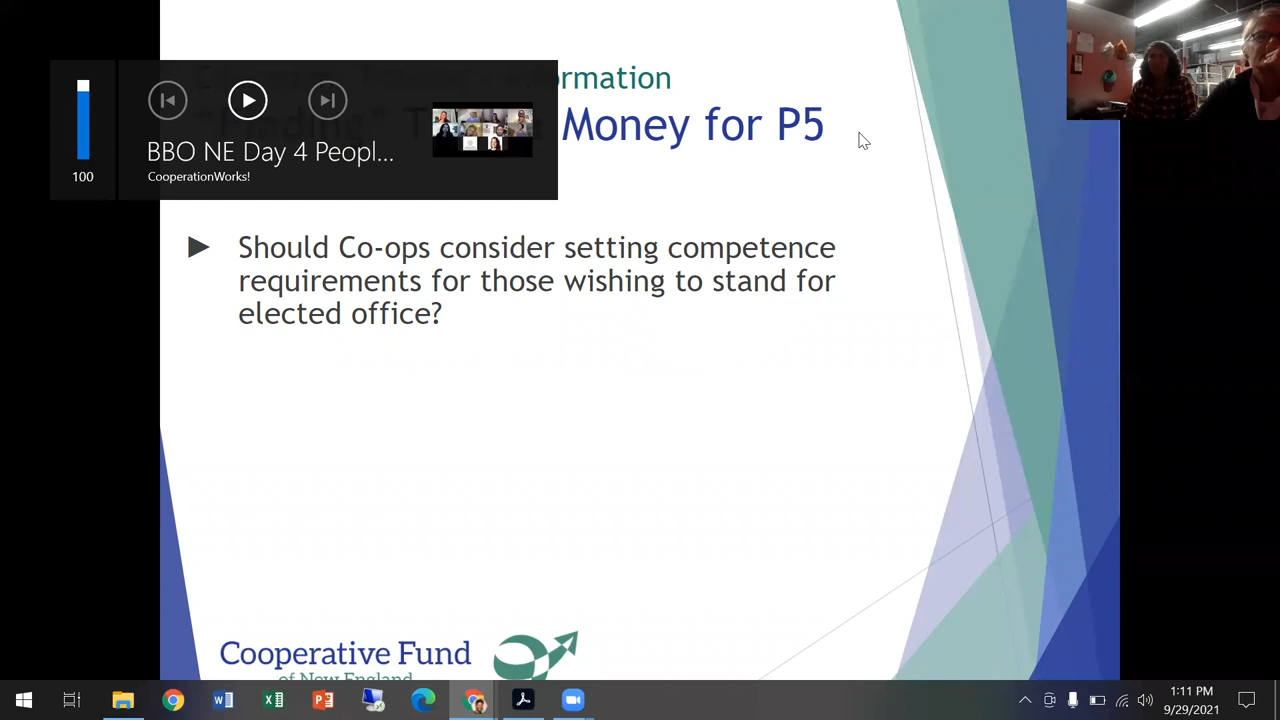 ormation
Money for P5
100
BBO NE Day 4 Peopl...
CooperationWorks!
► Should Co-ops consider setting competence
requirements for those wishing to stand for
elected office?
Cooperative Fund
of New England
1:11 PM
9/29/2021